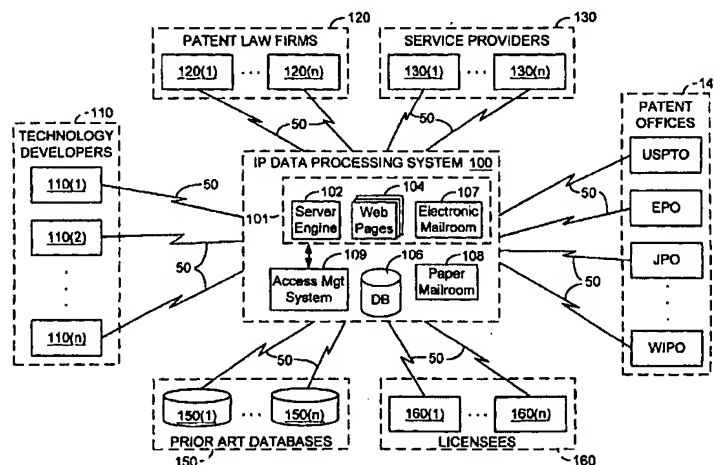 120
130
PATENT LAW FIRMS
SERVICE PROVIDERS
120(1) ... 120(n)
130(1) ... 130(n)
14
110
PATENT OFFICES
TECHNOLOGY DEVELOPERS
50
50
USPTO
110(1)
50
IP DATA PROCESSING SYSTEM 100
102
104
107
50
EPO
101
Server Engine
Web Pages
Electronic Mailroom
110(2)
50
109
106
108
50
JPO
Access Mgt System
DB
Paper Mailroom
110(n)
WIPO
50
50
150(1) ... 150(n)
160(1) ... 160(n)
PRIOR ART DATABASES
LICENSEES
150
160